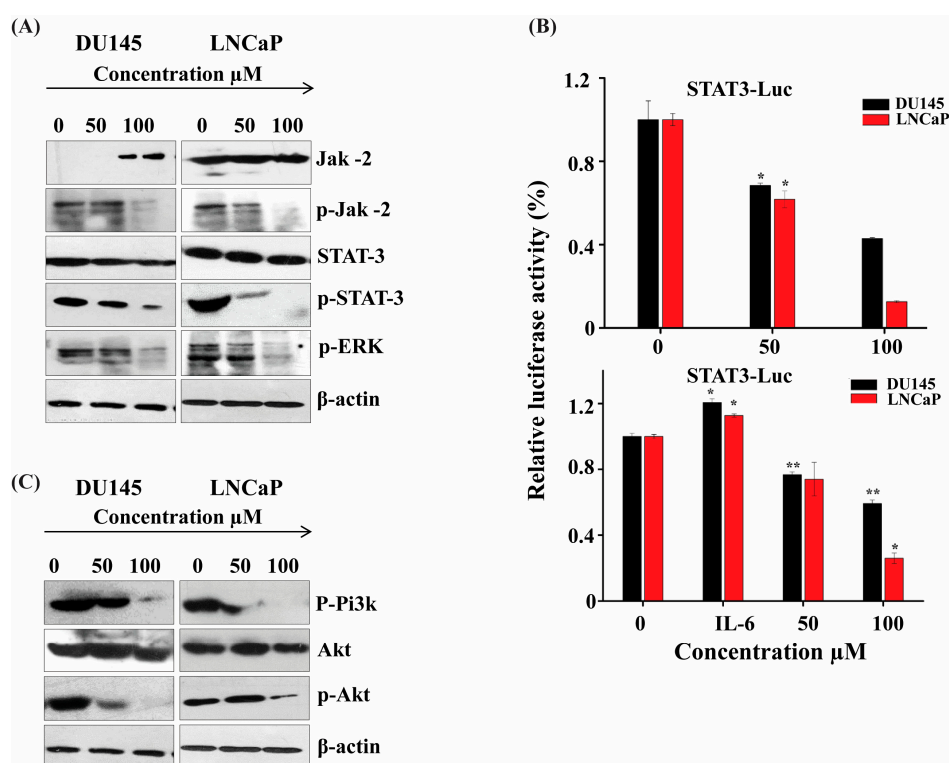 (A)
DU145 LNCaP
Concentration µM
0 50 100 0 50 100
Jak -2
p-Jak -2
STAT-3
p-STAT-3
p-ERK
β-actin
(B)
Relative luciferase activity (%)
STAT3-Luc
DU145
LNCaP
1.2
0.8
0.4
0
* *
0 50 100
STAT3-Luc
DU145
LNCaP
1.2
0.8
0.4
0
* *
**
**
*
0 IL-6 50 100
Concentration µM
(C)
DU145 LNCaP
Concentration µM
0 50 100 0 50 100
P-Pi3k
Akt
p-Akt
β-actin